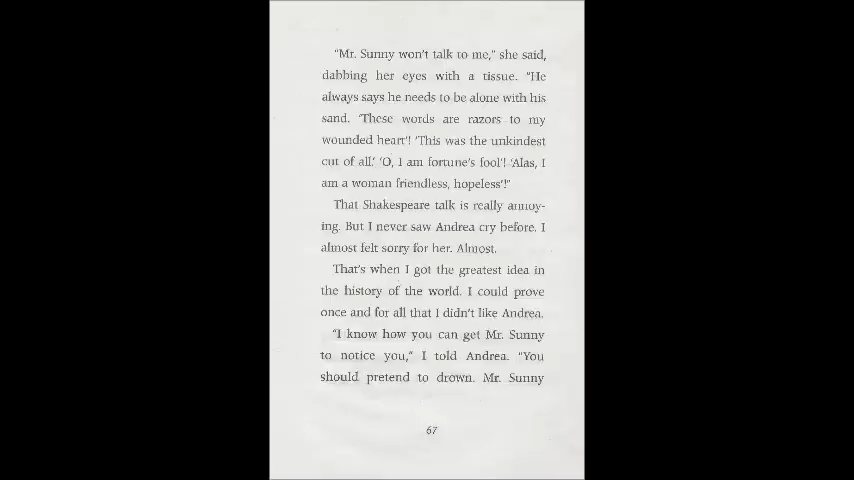 “Mr. Sunny won’t talk to me,” she said,
dabbing her eyes with a tissue. “He
always says he needs to be alone with his
sand. ‘These words are razors to my
wounded heart’! ‘This was the unkindest
cut of all.’ ‘O, I am fortune’s fool’! ‘Alas, I
am a woman friendless, hopeless’!”
That Shakespeare talk is really annoy-
ing. But I never saw Andrea cry before. I
almost felt sorry for her. Almost.
That’s when I got the greatest idea in
the history of the world. I could prove
once and for all that I didn’t like Andrea.
“I know how you can get Mr. Sunny
to notice you,” I told Andrea. “You
should pretend to drown. Mr. Sunny
67